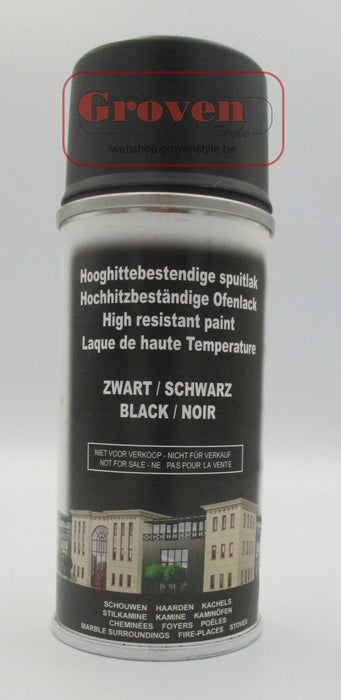 Groven
Style
webshop.grovenstyle.be
Hooghittebestendige spuitlak
Hochhitzbeständige Ofenlack
High resistant paint
Laque de haute Temperature
ZWART / SCHWARZ
BLACK / NOIR
NIET VOOR VERKOOP - NICHT FÜR VERKAUF
NOT FOR SALE - NE PAS POUR LA VENTE
SCHOUWEN HAARDEN KACHELS
STILKAMINE KAMINE KAMINÖFEN
CHEMINÉES FOYERS POÊLES
MARBLE SURROUNDINGS FIRE-PLACES STOVES